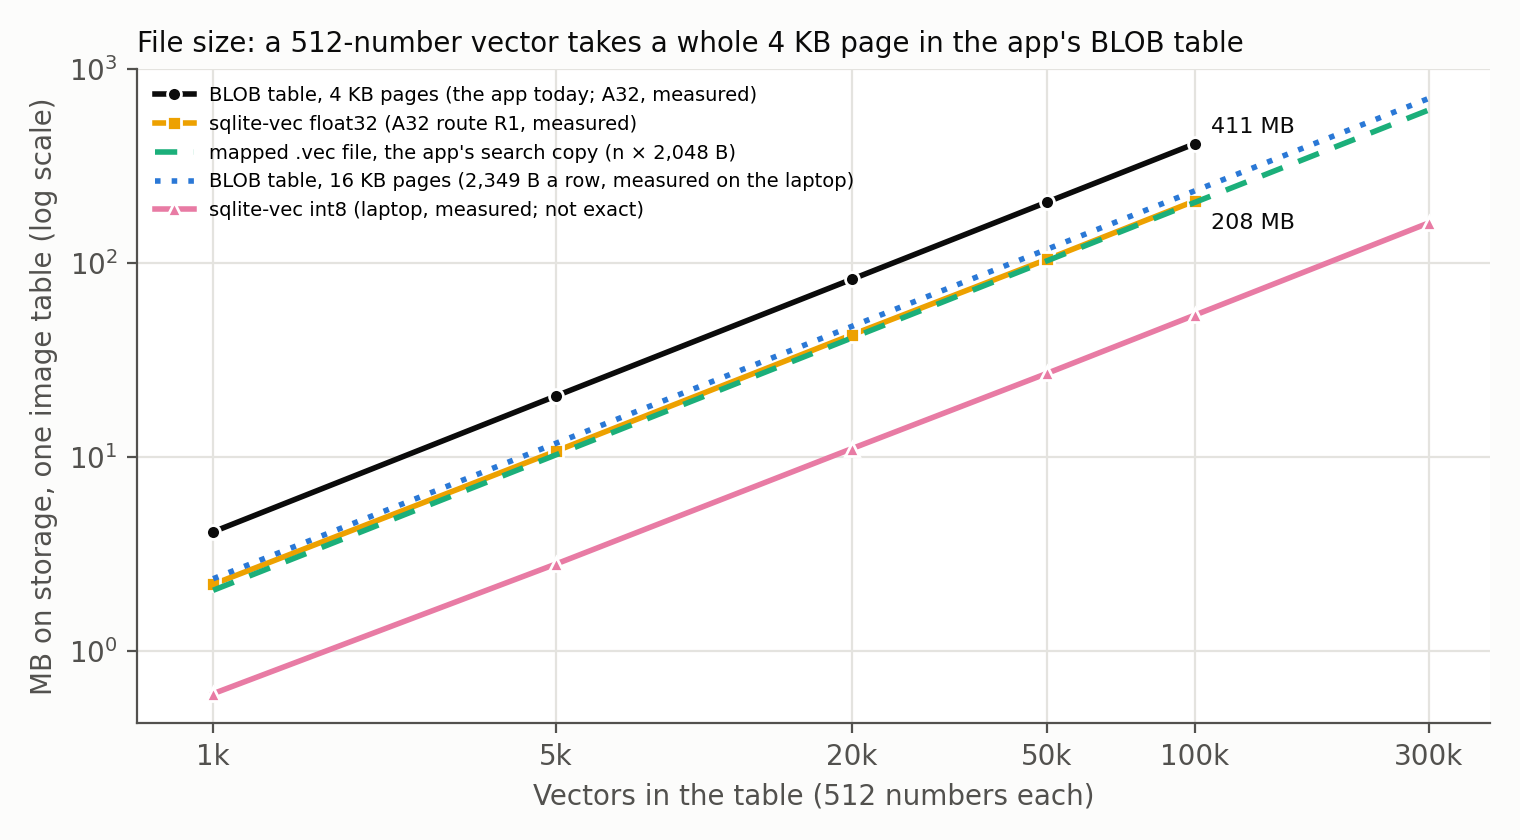 File size: a 512-number vector takes a whole 4 KB page in the app's BLOB table
BLOB table, 4 KB pages (the app today; A32, measured)
sqlite-vec float32 (A32 route R1, measured)
mapped .vec file, the app's search copy (n × 2,048 B)
BLOB table, 16 KB pages (2,349 B a row, measured on the laptop)
sqlite-vec int8 (laptop, measured; not exact)
411 MB
208 MB
MB on storage, one image table (log scale)
10³
10²
10¹
10⁰
1k 5k 20k 50k 100k 300k
Vectors in the table (512 numbers each)